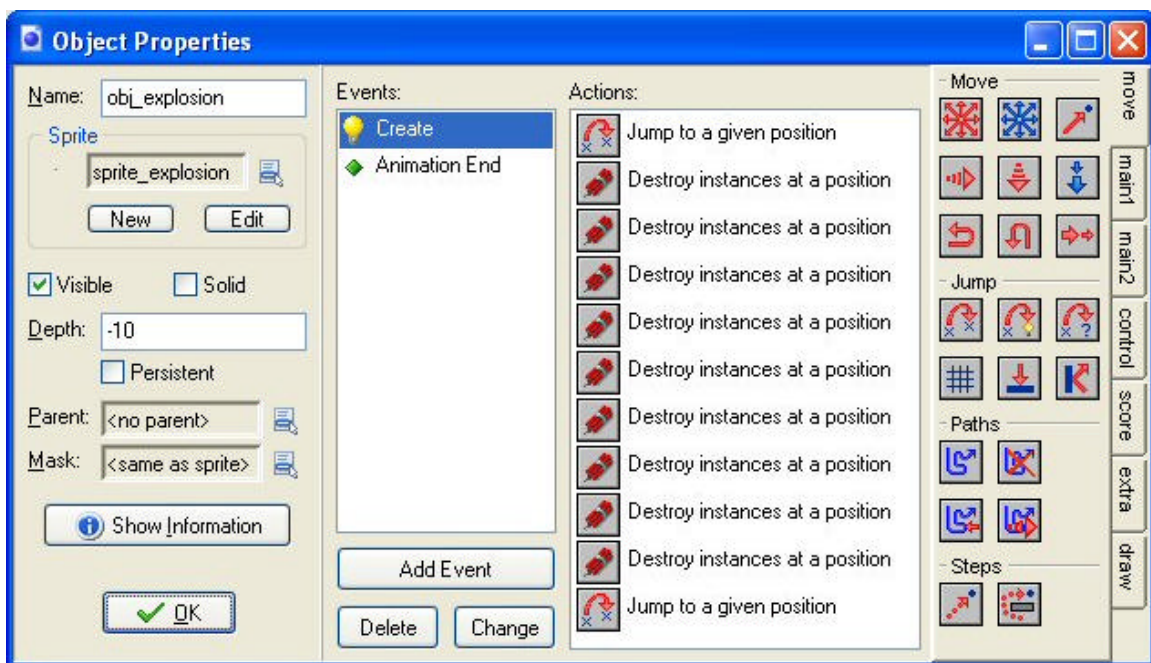 Object Properties
Name: obj_explosion
Sprite
sprite_explosion
New Edit
Visible Solid
Depth: -10
Persistent
Parent: <no parent>
Mask: <same as sprite>
Show Information
OK
Events:
Create
Animation End
Add Event
Delete Change
Actions:
Jump to a given position
Destroy instances at a position
Destroy instances at a position
Destroy instances at a position
Destroy instances at a position
Destroy instances at a position
Destroy instances at a position
Destroy instances at a position
Destroy instances at a position
Destroy instances at a position
Jump to a given position
Move
Jump
Paths
Steps
move
main1
main2
control
score
extra
draw